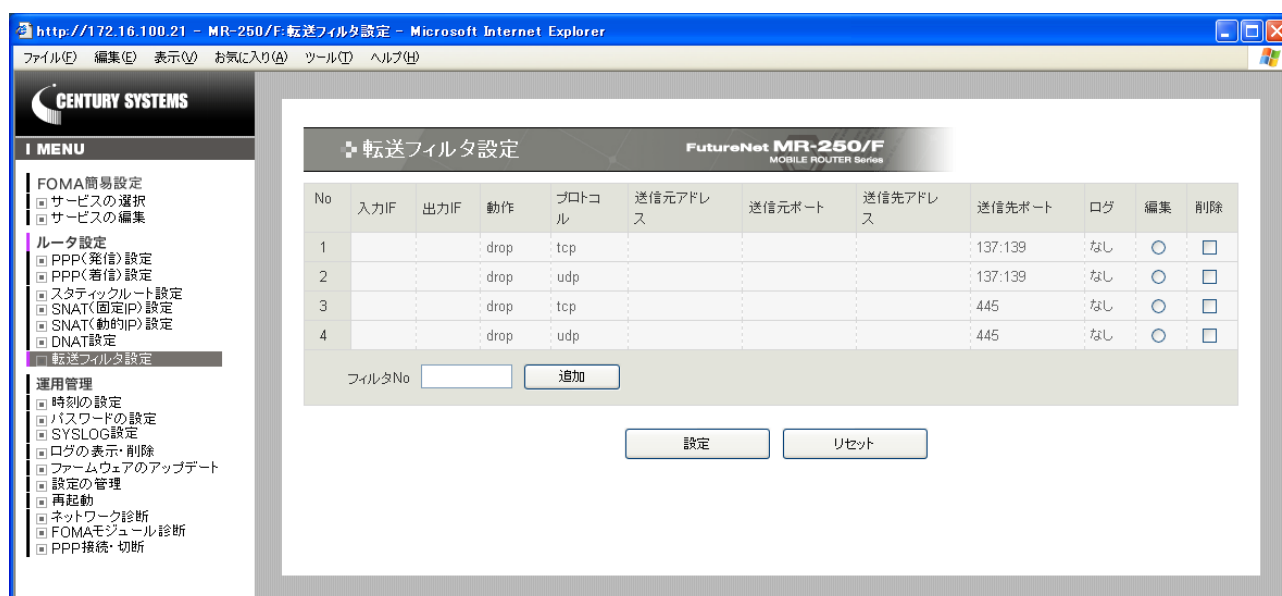 http://172.16.100.21 - MR-250/F:転送フィルタ設定 - Microsoft Internet Explorer
ファイル(F) 編集(E) 表示(V) お気に入り(A) ツール(T) ヘルプ(H)
CENTURY SYSTEMS
MENU
FOMA簡易設定
サービスの選択
サービスの編集
ルータ設定
PPP(発信)設定
PPP(着信)設定
スタティックルート設定
SNAT(固定IP)設定
SNAT(動的IP)設定
DNAT設定
転送フィルタ設定
運用管理
時刻の設定
パスワードの設定
SYSLOG設定
ログの表示・削除
ファームウェアのアップデート
設定の管理
再起動
ネットワーク診断
FOMAモジュール診断
PPP接続・切断
転送フィルタ設定
FutureNet MR-250/F
MOBILE ROUTER Series
No 入力IF 出力IF 動作 プロトコル 送信元アドレス 送信元ポート 送信先アドレス 送信先ポート ログ 編集 削除
1 drop tcp 137:139 なし
2 drop udp 137:139 なし
3 drop tcp 445 なし
4 drop udp 445 なし
フィルタNo 追加
設定 リセット